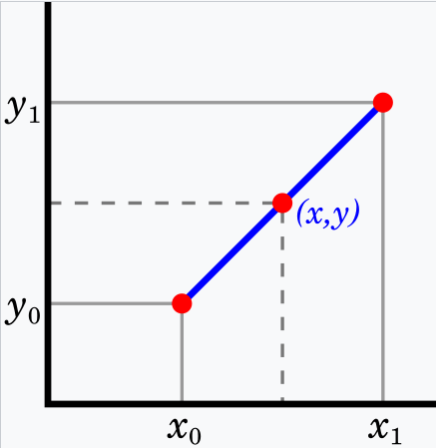 y₁
(x,y)
y₀
x₀ x₁